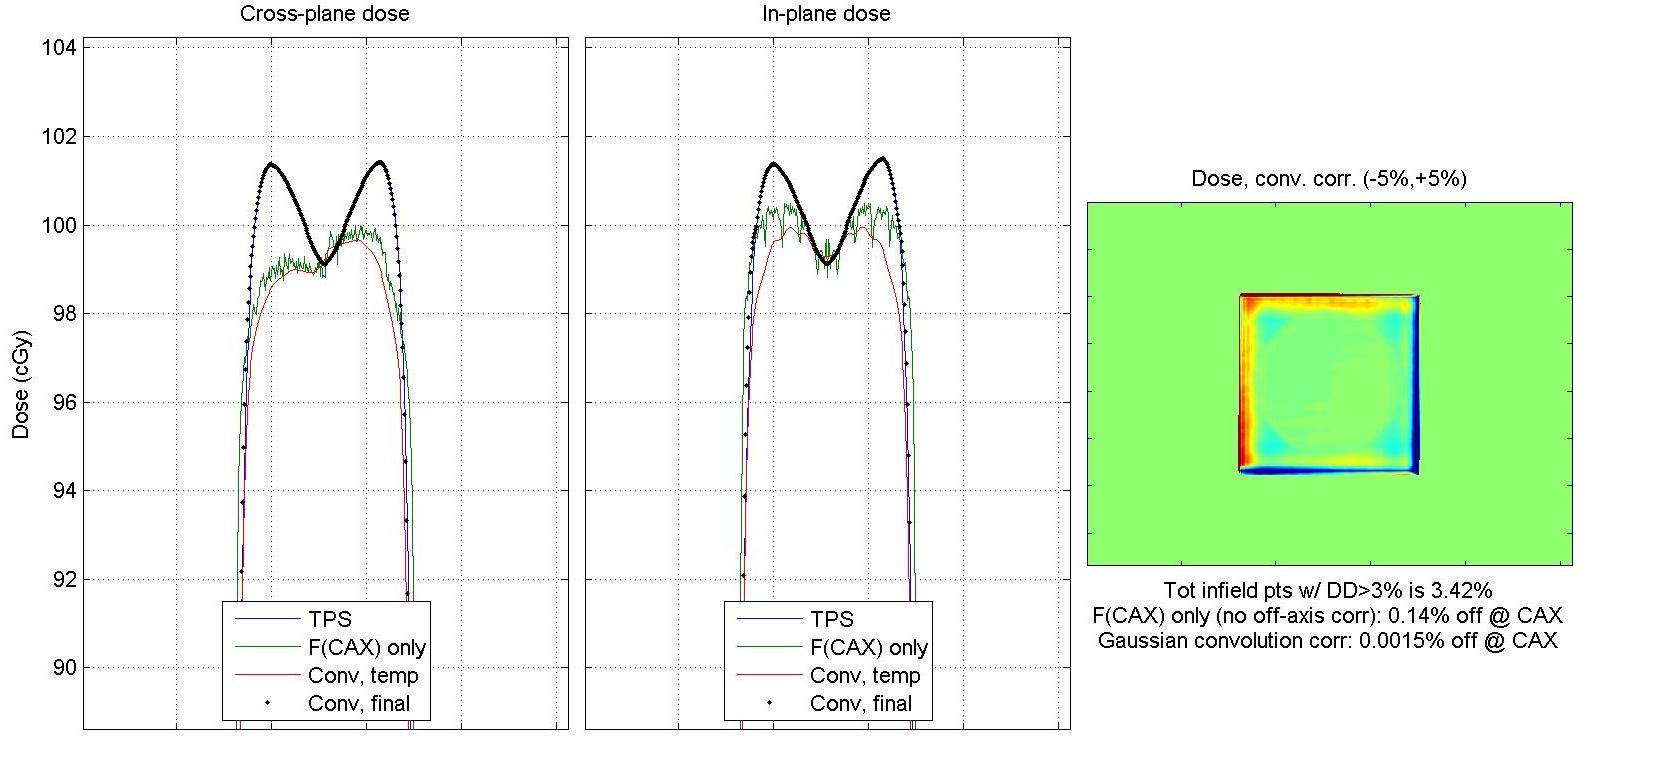 Cross-plane dose
In-plane dose
104
102
100
98
96
94
92
90
Dose (cGy)
TPS
F(CAX) only
Conv, temp
Conv, final
TPS
F(CAX) only
Conv, temp
Conv, final
Dose, conv. corr. (-5%,+5%)
Tot infield pts w/ DD>3% is 3.42%
F(CAX) only (no off-axis corr): 0.14% off @ CAX
Gaussian convolution corr: 0.0015% off @ CAX